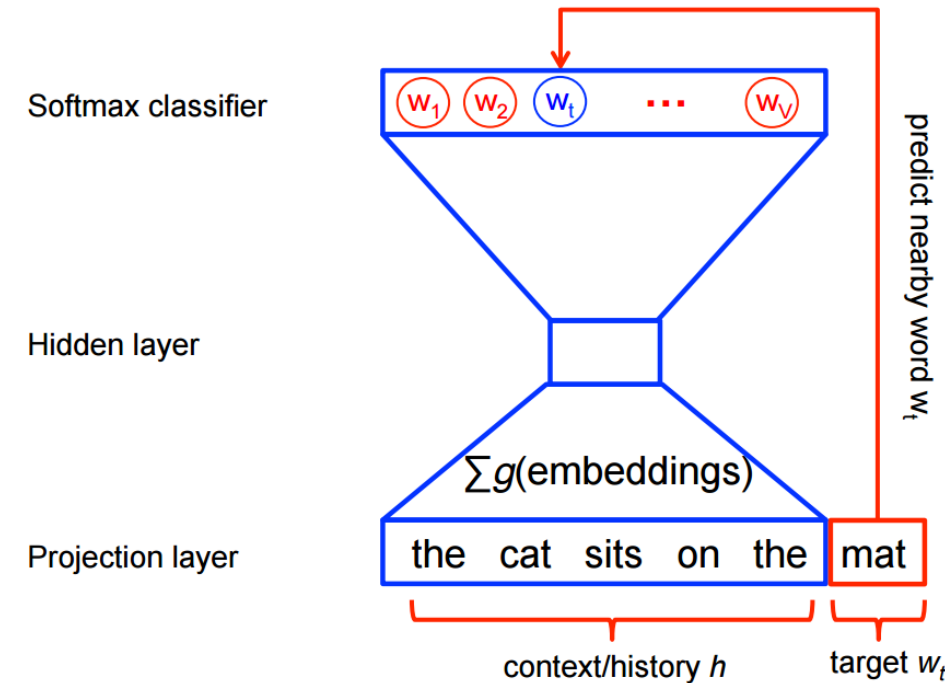 Softmax classifier
w1 w2 wt ... wV
predict nearby word wt
Hidden layer
∑g(embeddings)
Projection layer
the cat sits on the mat
context/history h
target wt